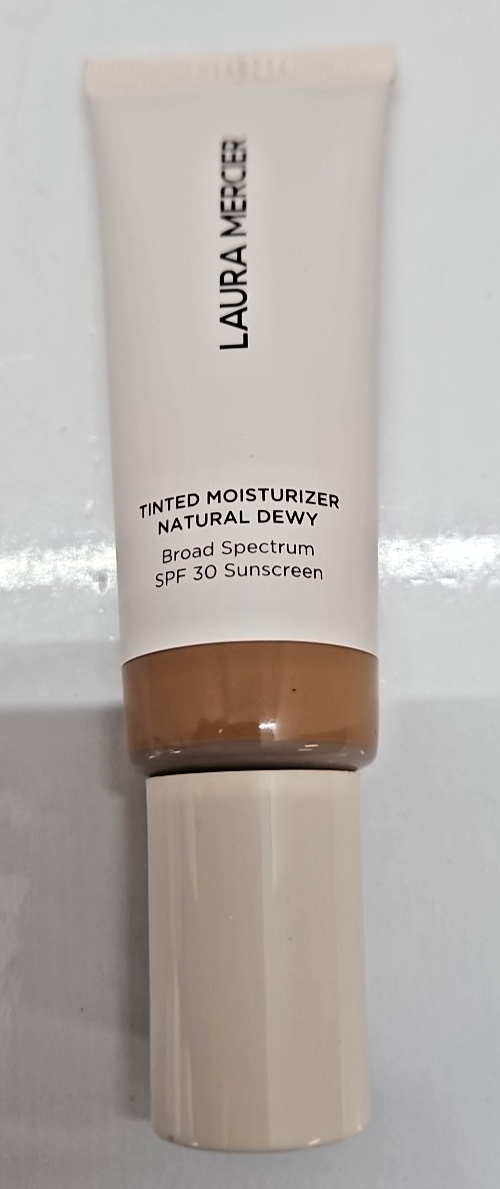 LAURA MERCIER
TINTED MOISTURIZER
NATURAL DEWY
Broad Spectrum
SPF 30 Sunscreen